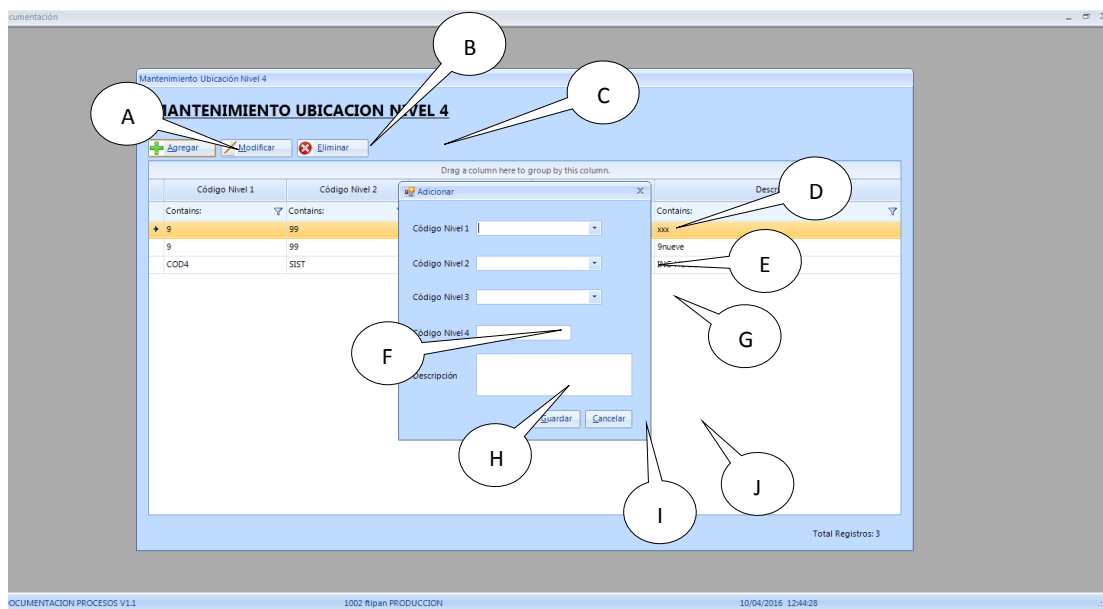 cumentación
B
Mantenimiento Ubicación Nivel 4
C
A
MANTENIMIENTO UBICACION NIVEL 4
Agregar Modificar Eliminar
Drag a column here to group by this column.
Código Nivel 1 Código Nivel 2 Adicionar x
D
Contains: Contains: Contains:
9 99 Código Nivel 1 xxx
9 99 9nueve
COD4 SIST Código Nivel 2
E
Código Nivel 3
G
Código Nivel 4
F
Descripción
Guardar Cancelar
H
J
I
Total Registros: 3
OCUMENTACION PROCESOS V1.1 1002 ftipan PRODUCCION 10/04/2016 12:44:28